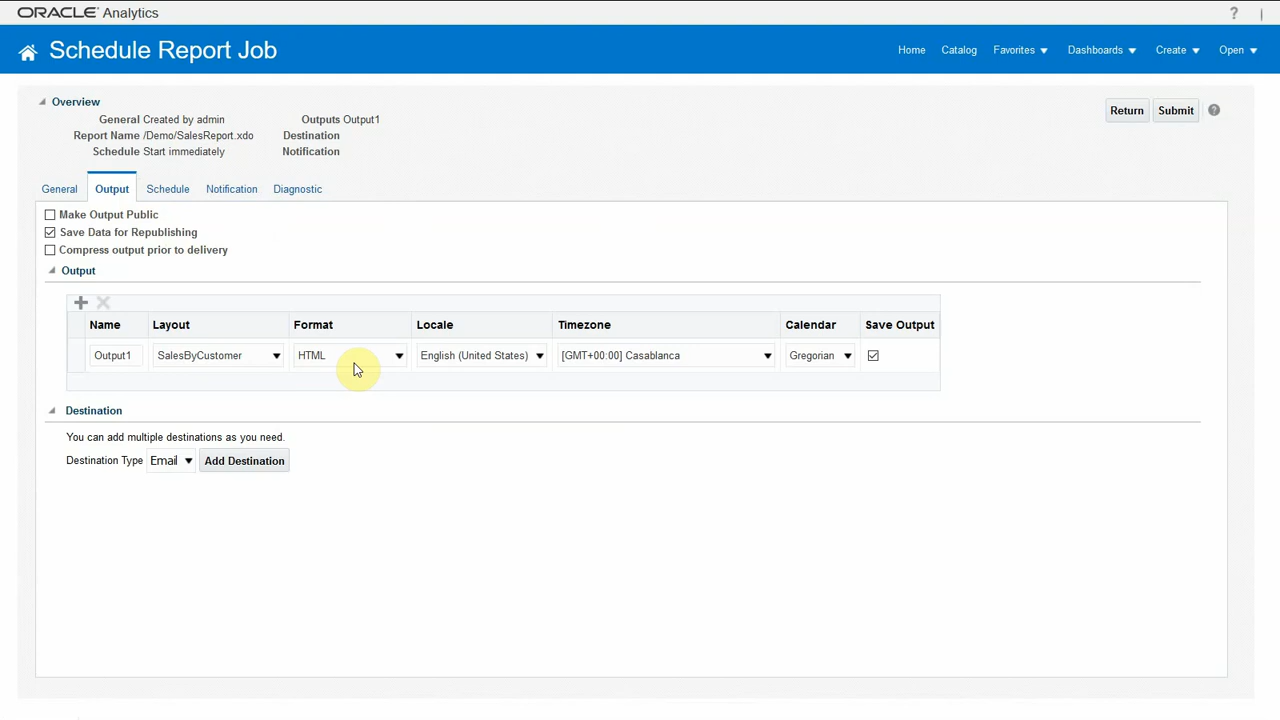 ORACLE Analytics ?
Schedule Report Job Home Catalog Favorites Dashboards Create Open
Overview
Return Submit ?
General Created by admin Outputs Output1
Report Name /Demo/SalesReport.xdo Destination
Schedule Start immediately Notification
General Output Schedule Notification Diagnostic
Make Output Public
Save Data for Republishing
Compress output prior to delivery
Output
Name Layout Format Locale Timezone Calendar Save Output
Output1 SalesByCustomer HTML English (United States) [GMT+00:00] Casablanca Gregorian
Destination
You can add multiple destinations as you need.
Destination Type Email Add Destination